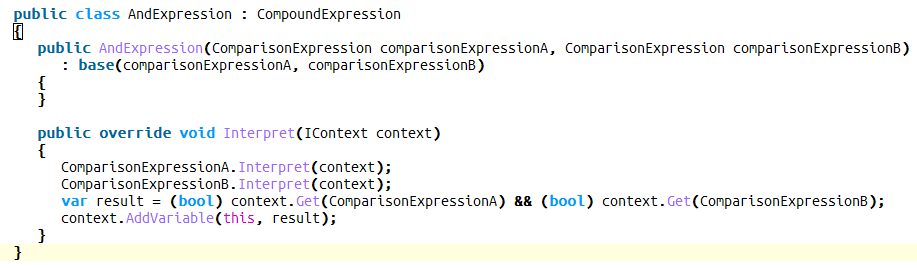 public class AndExpression : CompoundExpression
{
public AndExpression(ComparisonExpression comparisonExpressionA, ComparisonExpression comparisonExpressionB)
: base(comparisonExpressionA, comparisonExpressionB)
{
}
public override void Interpret(IContext context)
{
ComparisonExpressionA.Interpret(context);
ComparisonExpressionB.Interpret(context);
var result = (bool) context.Get(ComparisonExpressionA) && (bool) context.Get(ComparisonExpressionB);
context.AddVariable(this, result);
}
}